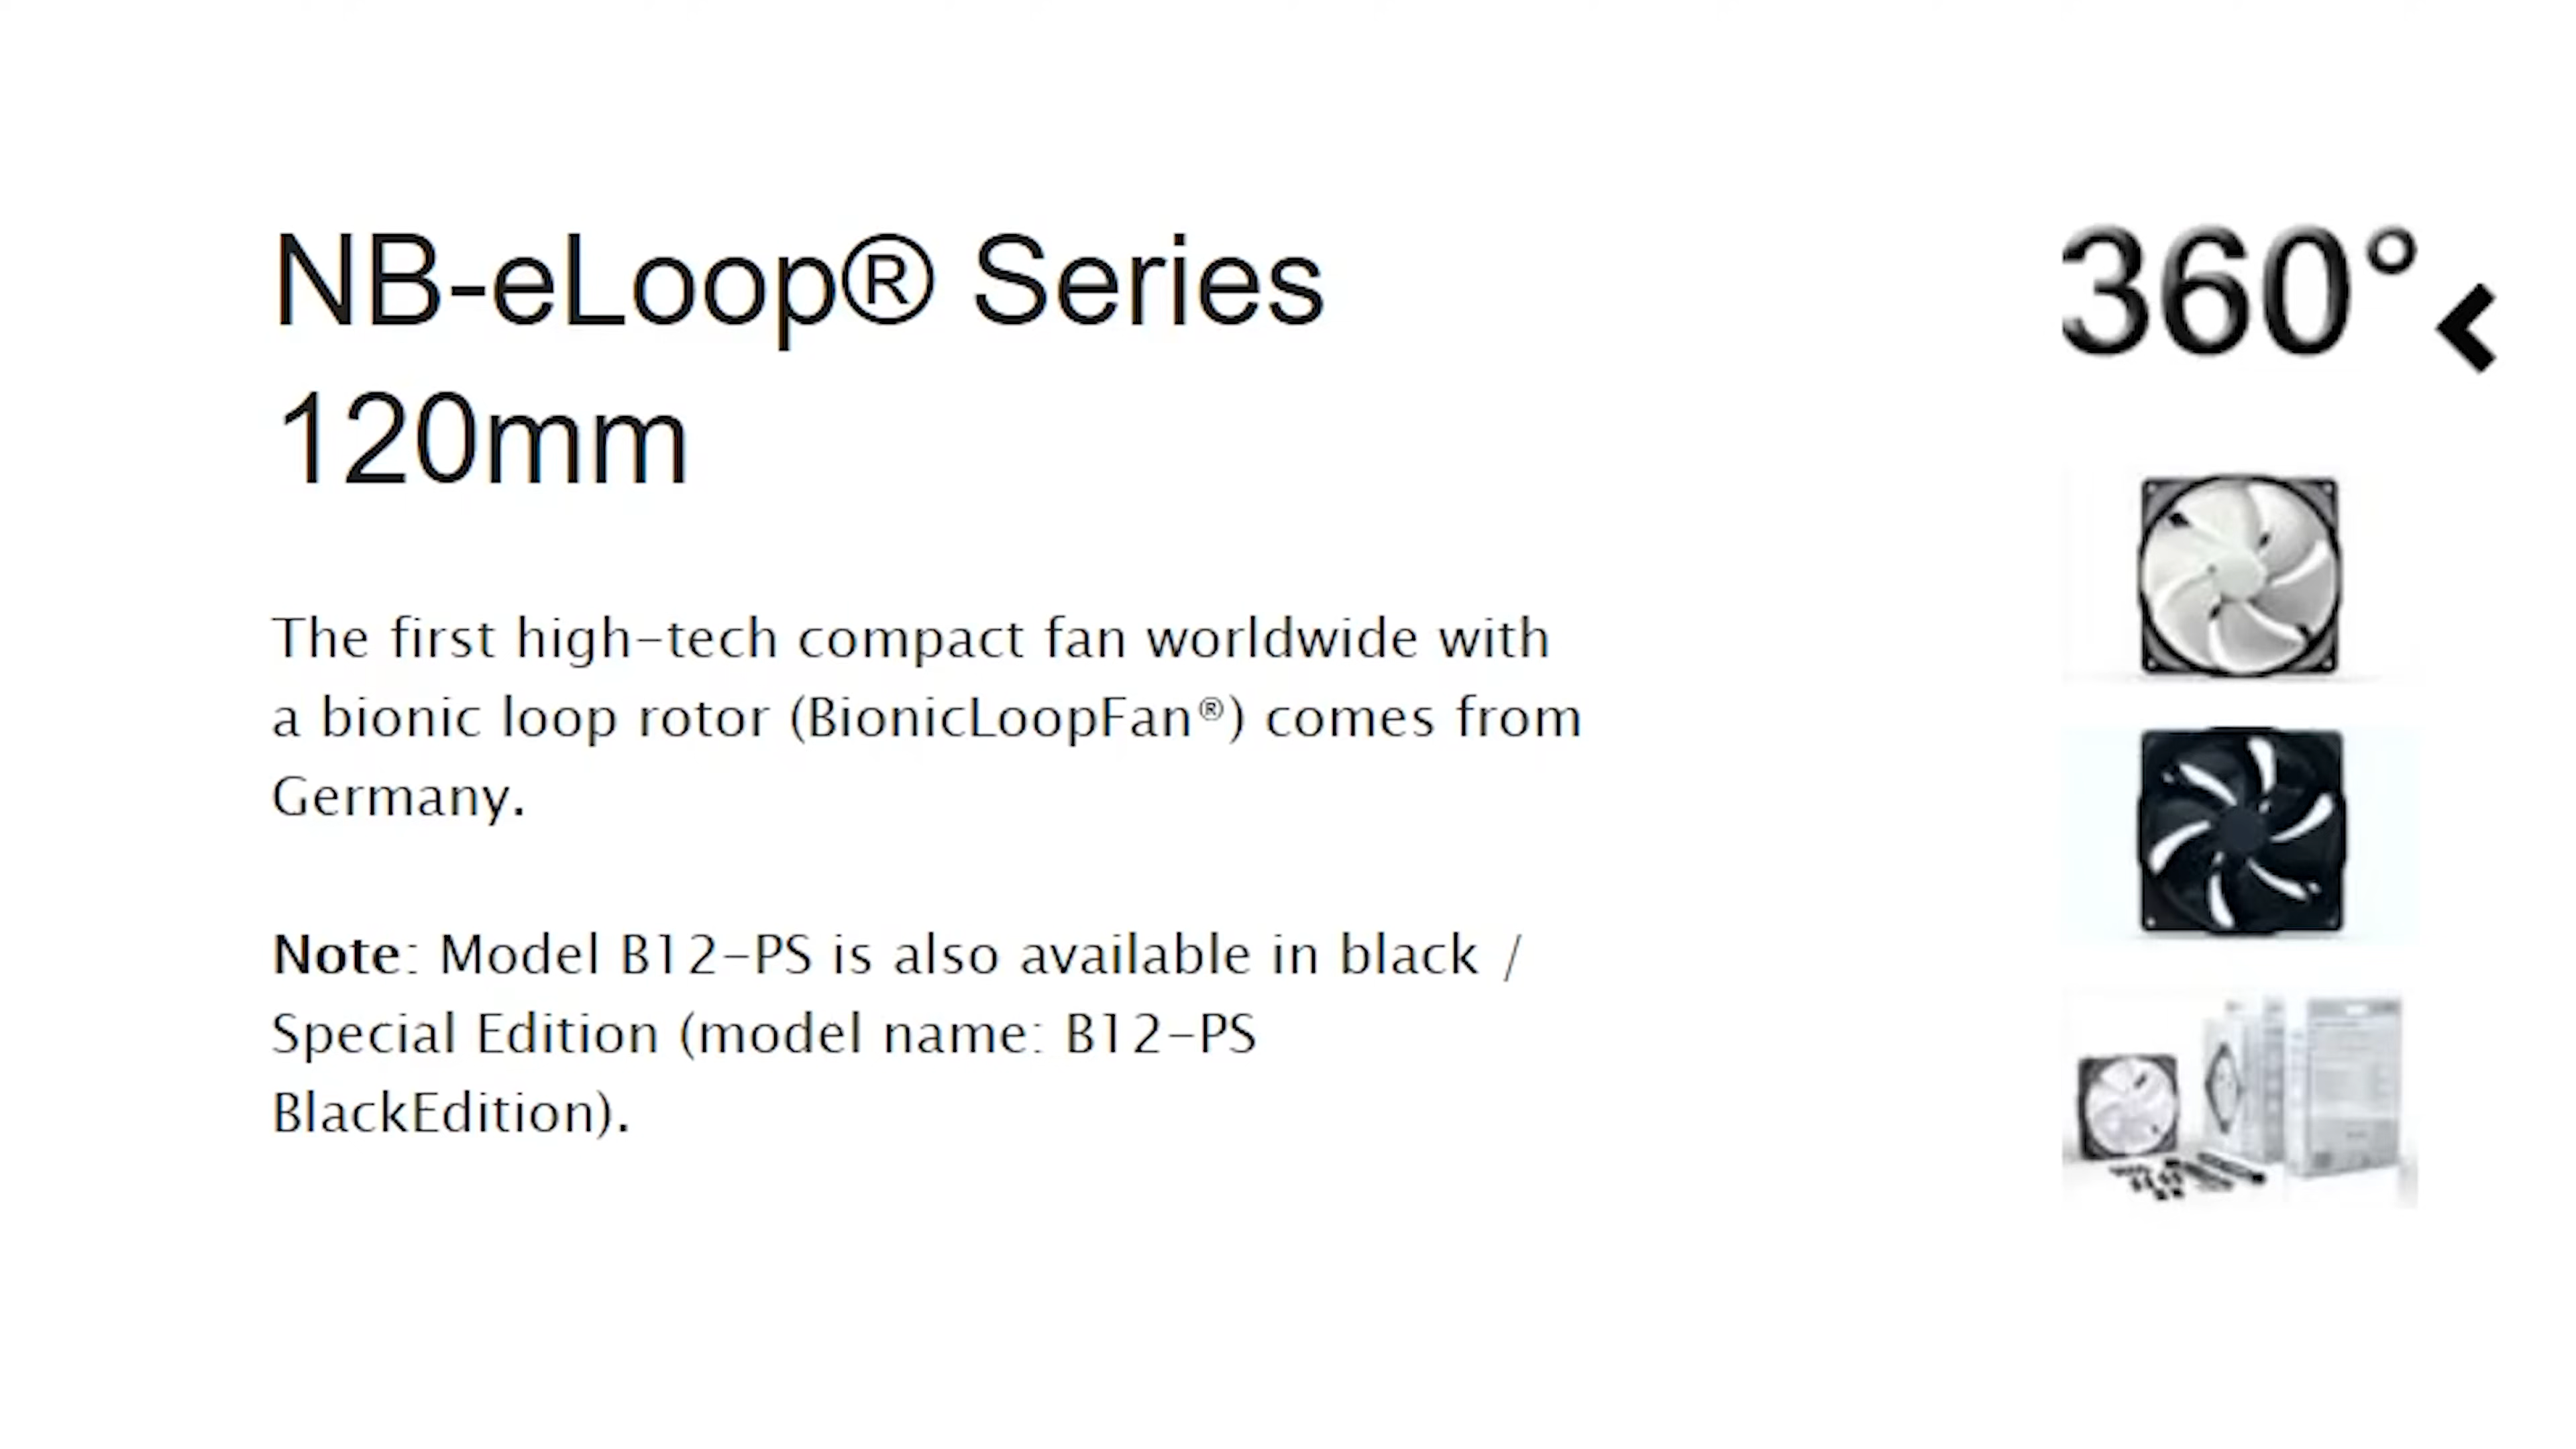 NB-eLoop® Series
120mm
360°
The first high-tech compact fan worldwide with
a bionic loop rotor (BionicLoopFan®) comes from
Germany.
Note: Model B12-PS is also available in black /
Special Edition (model name: B12-PS
BlackEdition).